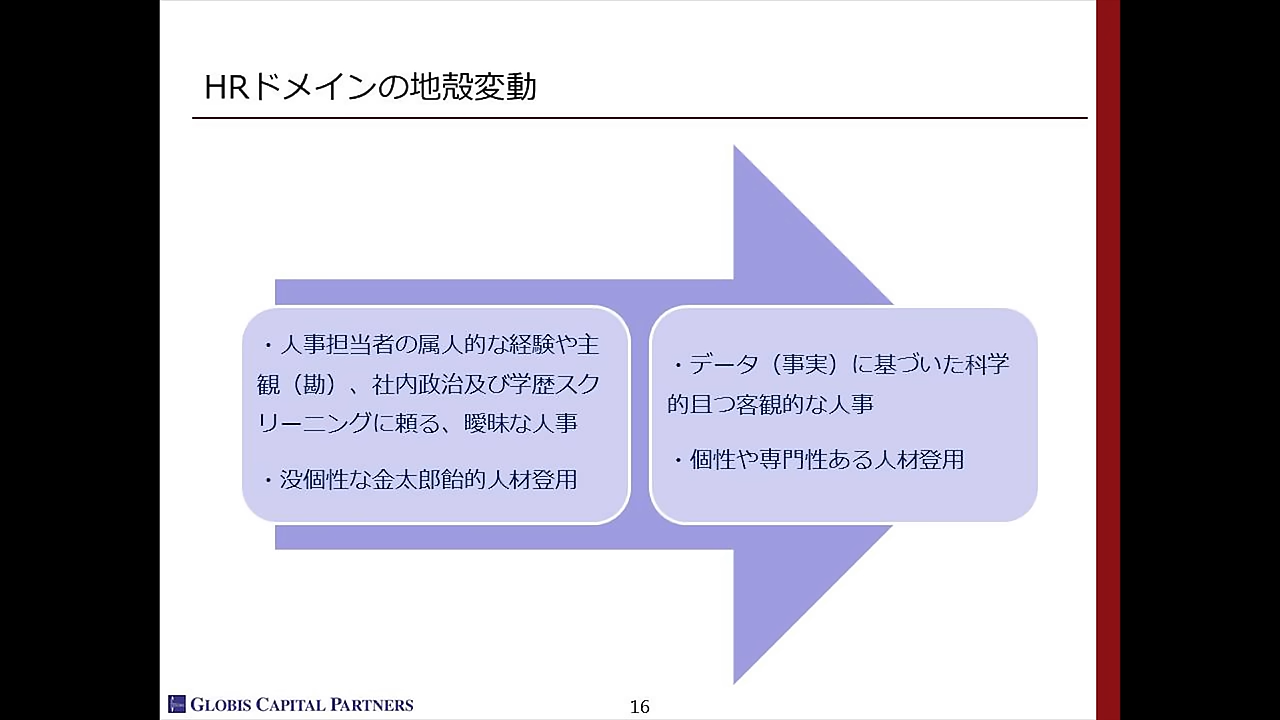 HRドメインの地殻変動
・人事担当者の属人的な経験や主
観（勘）、社内政治及び学歴スク
リーニングに頼る、曖昧な人事
・没個性な金太郎飴的人材登用
・データ（事実）に基づいた科学
的且つ客観的な人事
・個性や専門性ある人材登用
GLOBIS CAPITAL PARTNERS
16